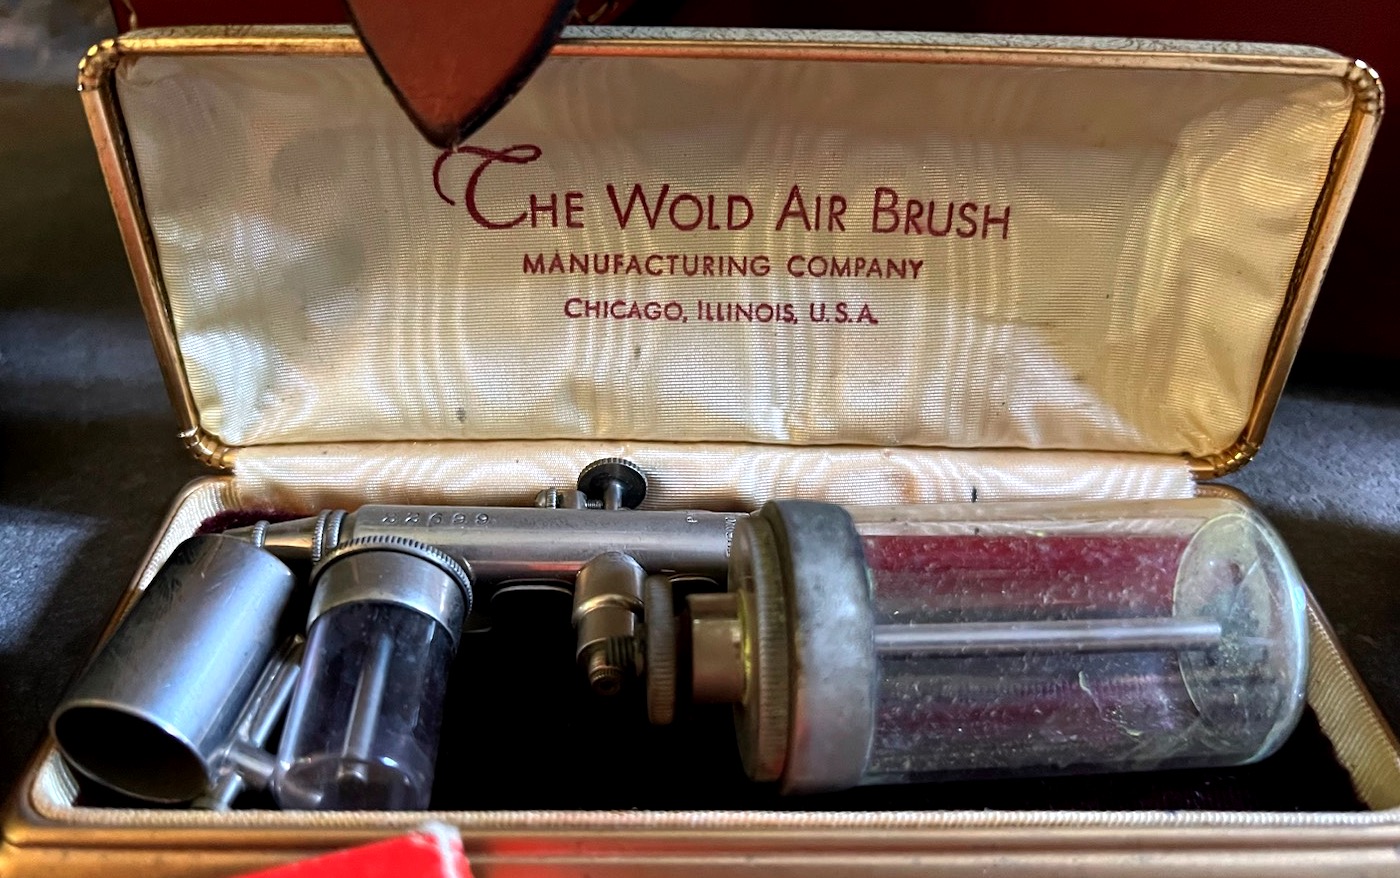 THE WOLD AIR BRUSH
MANUFACTURING COMPANY
CHICAGO, ILLINOIS, U.S.A.